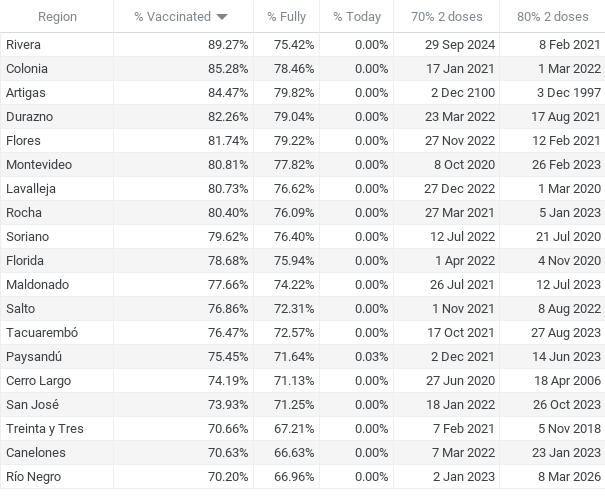 Region % Vaccinated % Fully % Today 70% 2 doses 80% 2 doses
Rivera 89.27% 75.42% 0.00% 29 Sep 2024 8 Feb 2021
Colonia 85.28% 78.46% 0.00% 17 Jan 2021 1 Mar 2022
Artigas 84.47% 79.82% 0.00% 2 Dec 2100 3 Dec 1997
Durazno 82.26% 79.04% 0.00% 23 Mar 2022 17 Aug 2021
Flores 81.74% 79.22% 0.00% 27 Nov 2022 12 Feb 2021
Montevideo 80.81% 77.82% 0.00% 8 Oct 2020 26 Feb 2023
Lavalleja 80.73% 76.62% 0.00% 27 Dec 2022 1 Mar 2020
Rocha 80.40% 76.09% 0.00% 27 Mar 2021 5 Jan 2023
Soriano 79.62% 76.40% 0.00% 12 Jul 2022 21 Jul 2020
Florida 78.68% 75.94% 0.00% 1 Apr 2022 4 Nov 2020
Maldonado 77.66% 74.22% 0.00% 26 Jul 2021 12 Jul 2023
Salto 76.86% 72.31% 0.00% 1 Nov 2021 8 Aug 2022
Tacuarembó 76.47% 72.57% 0.00% 17 Oct 2021 27 Aug 2023
Paysandú 75.45% 71.64% 0.03% 2 Dec 2021 14 Jun 2023
Cerro Largo 74.19% 71.13% 0.00% 27 Jun 2020 18 Apr 2006
San José 73.93% 71.25% 0.00% 18 Jan 2022 26 Oct 2023
Treinta y Tres 70.66% 67.21% 0.00% 7 Feb 2021 5 Nov 2018
Canelones 70.63% 66.63% 0.00% 7 Mar 2022 23 Jan 2023
Río Negro 70.20% 66.96% 0.00% 2 Jan 2023 8 Mar 2026